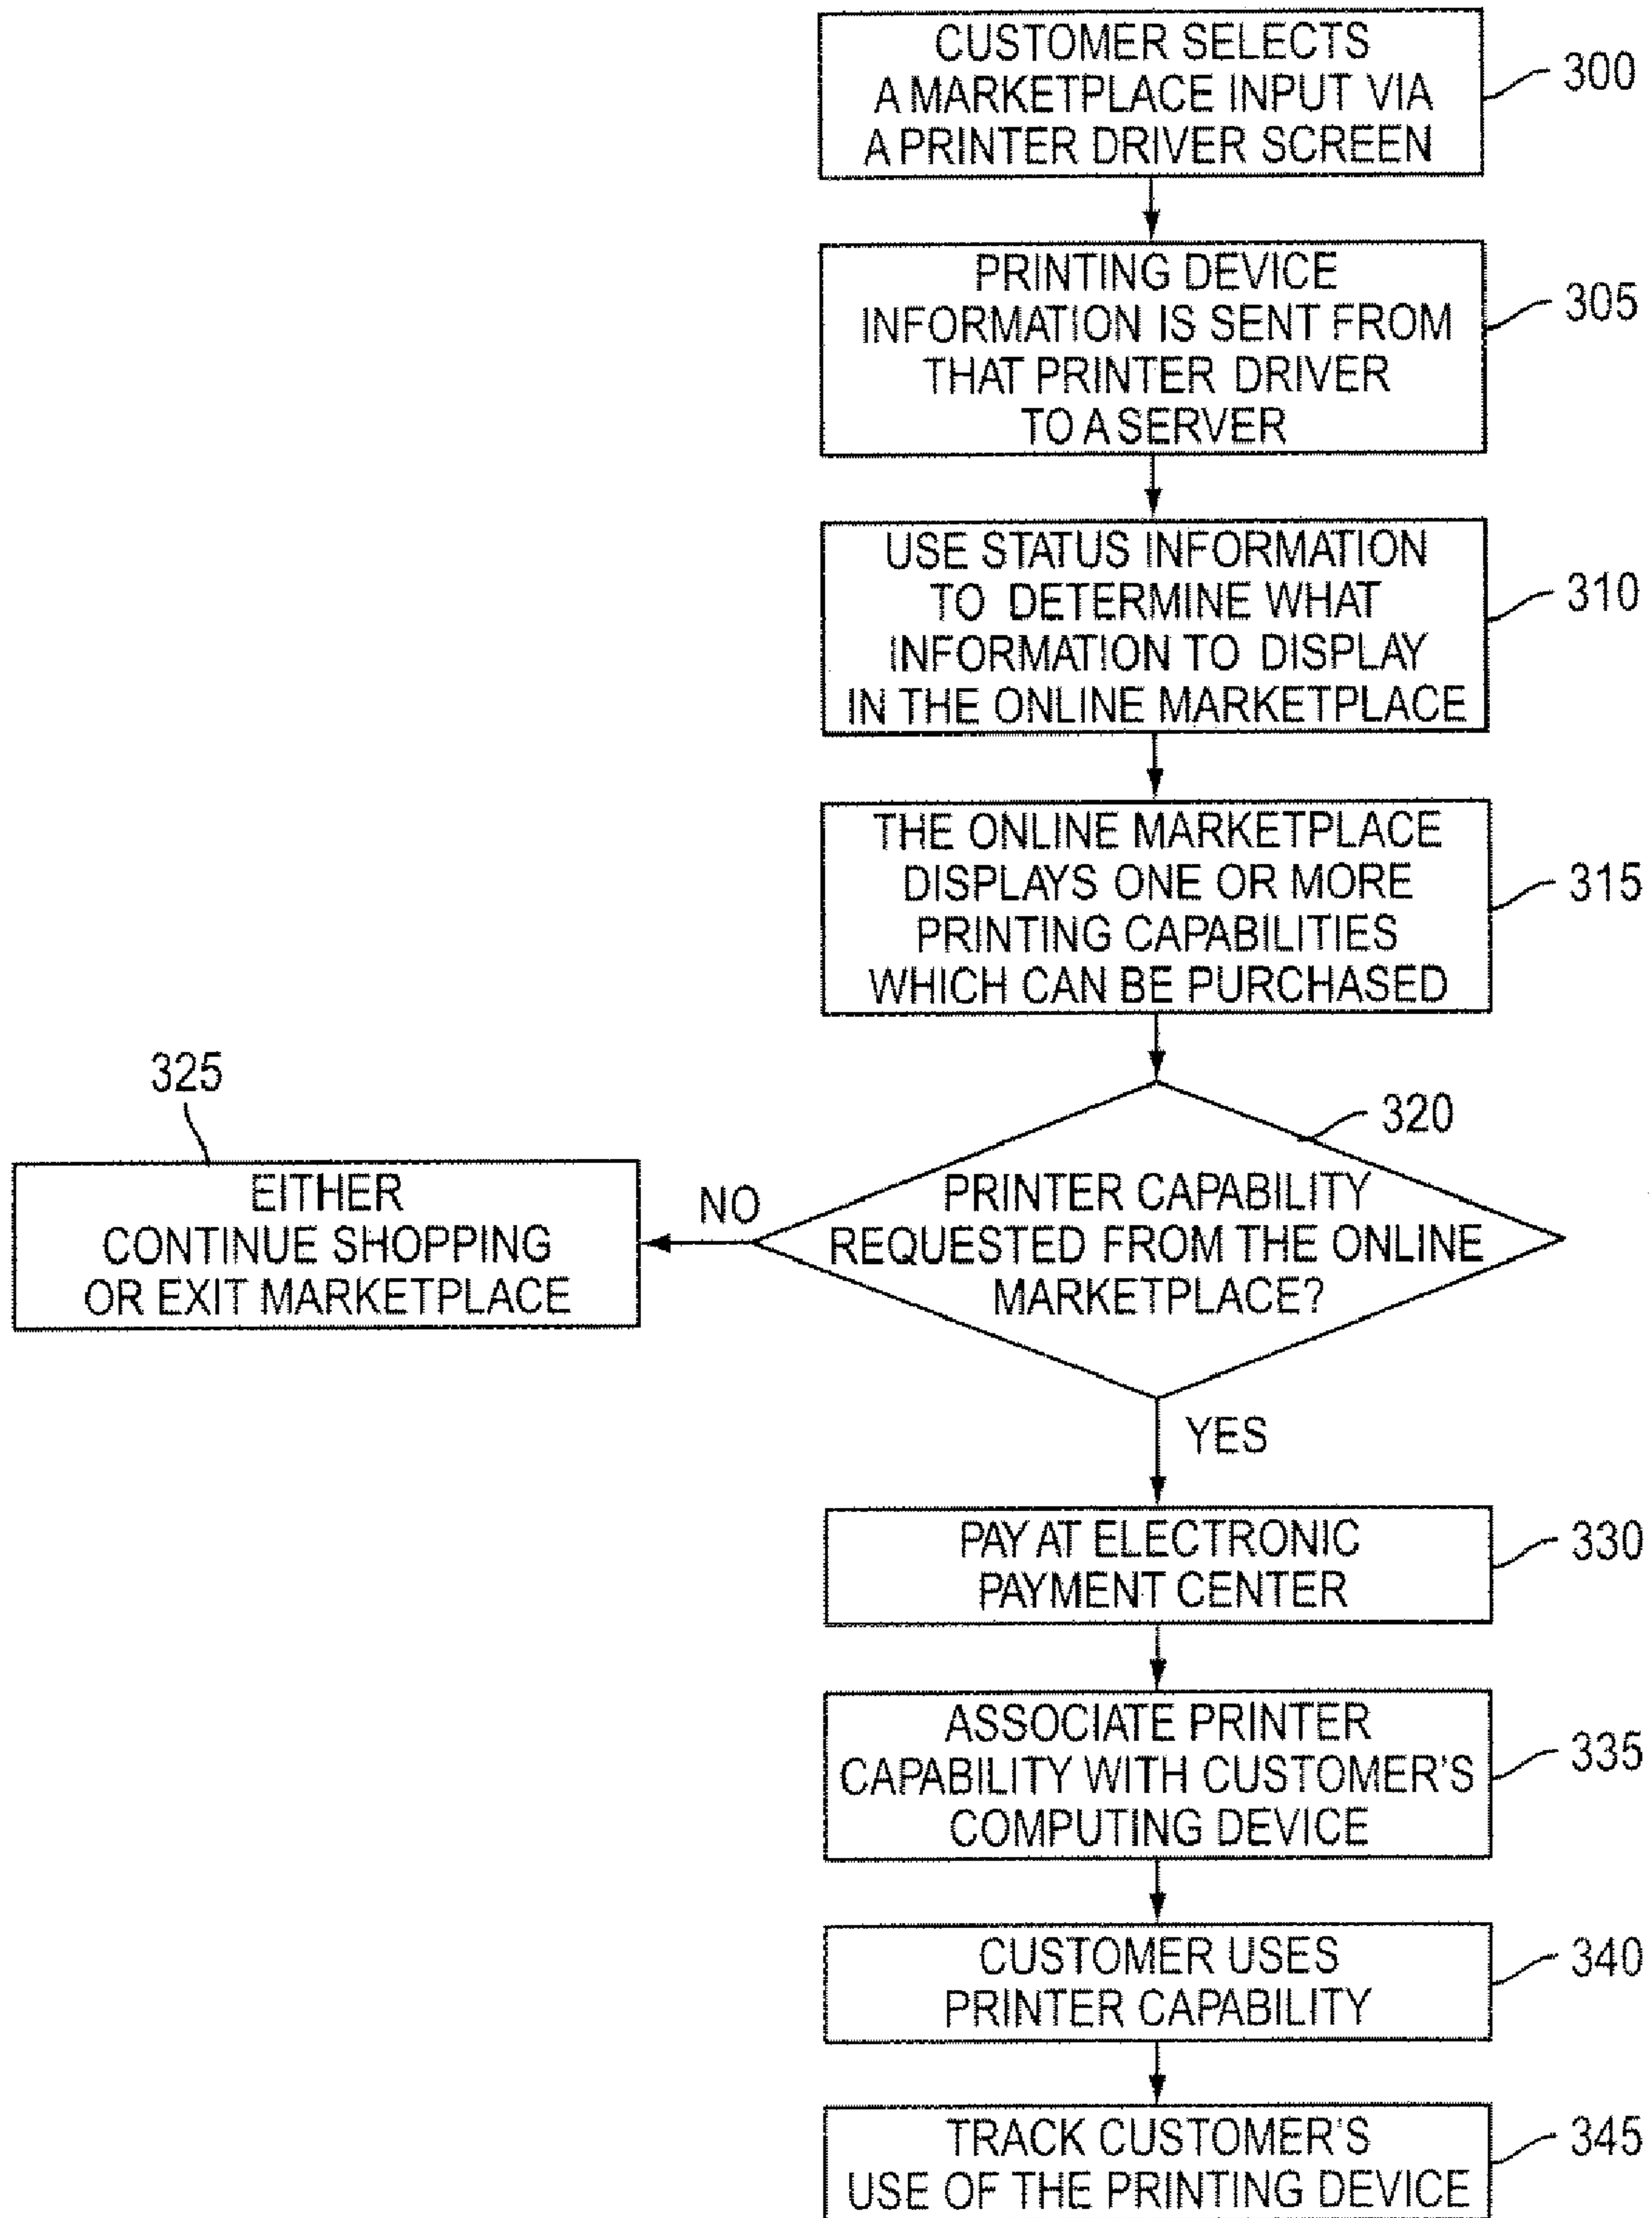 CUSTOMER SELECTS
A MARKETPLACE INPUT VIA
A PRINTER DRIVER SCREEN
300
PRINTING DEVICE
INFORMATION IS SENT FROM
THAT PRINTER DRIVER
TO A SERVER
305
USE STATUS INFORMATION
TO DETERMINE WHAT
INFORMATION TO DISPLAY
IN THE ONLINE MARKETPLACE
310
THE ONLINE MARKETPLACE
DISPLAYS ONE OR MORE
PRINTING CAPABILITIES
WHICH CAN BE PURCHASED
315
320
PRINTER CAPABILITY
REQUESTED FROM THE ONLINE
MARKETPLACE?
NO
325
EITHER
CONTINUE SHOPPING
OR EXIT MARKETPLACE
YES
PAY AT ELECTRONIC
PAYMENT CENTER
330
ASSOCIATE PRINTER
CAPABILITY WITH CUSTOMER'S
COMPUTING DEVICE
335
CUSTOMER USES
PRINTER CAPABILITY
340
TRACK CUSTOMER'S
USE OF THE PRINTING DEVICE
345